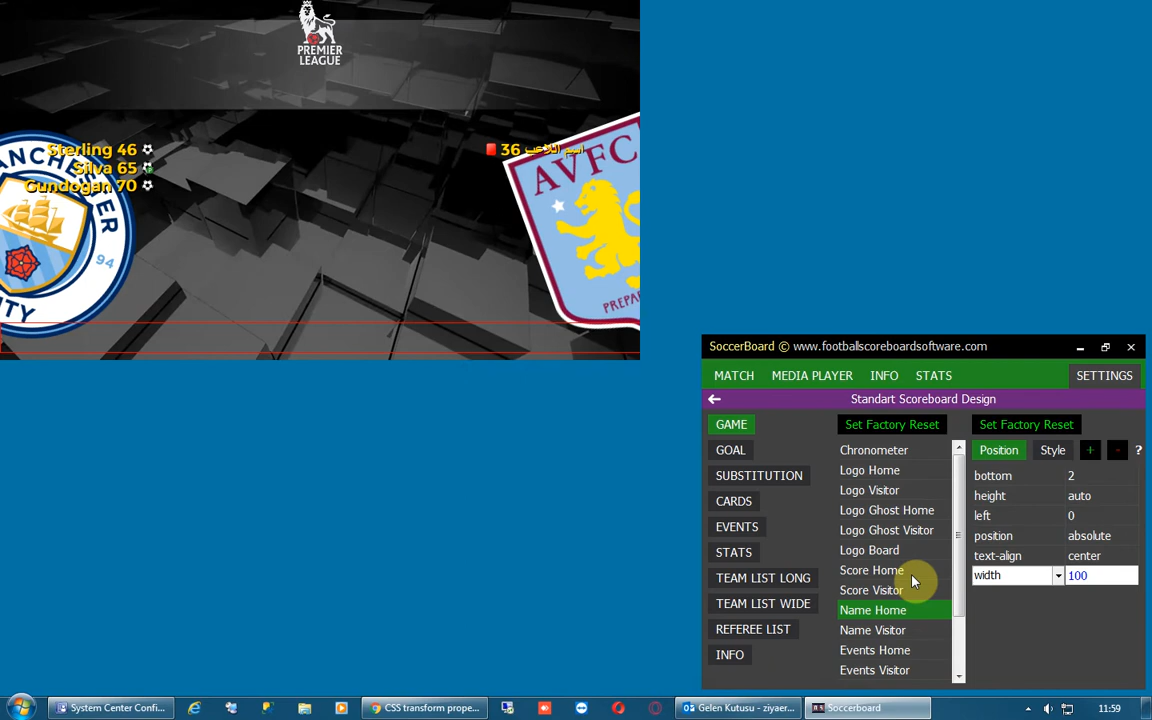 PREMIER
LEAGUE
Sterling 46
Silva 65
Gundogan 70
36 اسم اللاعب
MANCHESTER
CITY
94
AVFC
SoccerBoard © www.footballscoreboardsoftware.com
MATCH MEDIA PLAYER INFO STATS SETTINGS
Standart Scoreboard Design
GAME
GOAL
SUBSTITUTION
CARDS
EVENTS
STATS
TEAM LIST LONG
TEAM LIST WIDE
REFEREE LIST
INFO
Set Factory Reset
Chronometer
Logo Home
Logo Visitor
Logo Ghost Home
Logo Ghost Visitor
Logo Board
Score Home
Score Visitor
Name Home
Name Visitor
Events Home
Events Visitor
Set Factory Reset
Position Style + - ?
bottom 2
height auto
left 0
position absolute
text-align center
width 100
System Center Confi...
CSS transform prope...
Gelen Kutusu - ziyaer...
Soccerboard
11:59